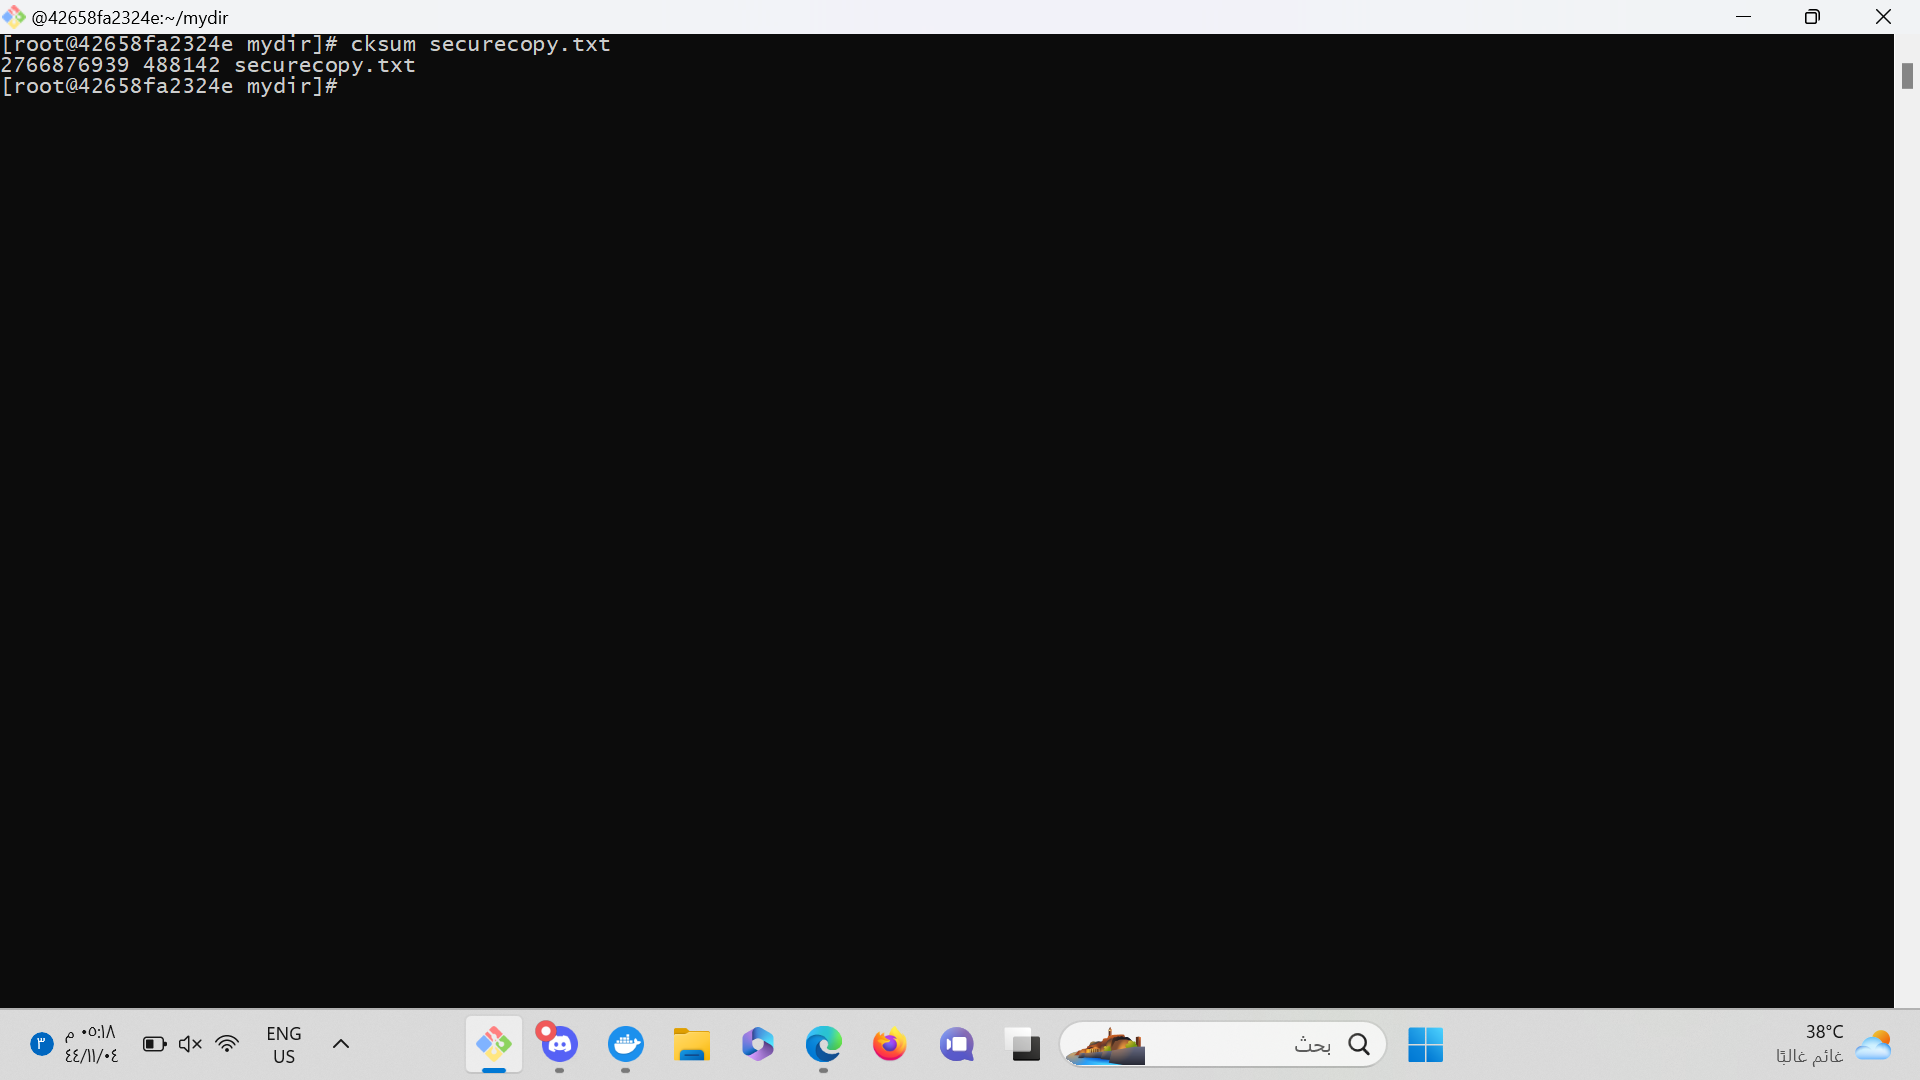 @42658fa2324e:~/mydir
[root@42658fa2324e mydir]# cksum securecopy.txt
2766876939 488142 securecopy.txt
[root@42658fa2324e mydir]#
٣
٠٥:١٨ م
٤٤/١١/٠٤
ENG
US
بحث
38°C
غائم غالبًا